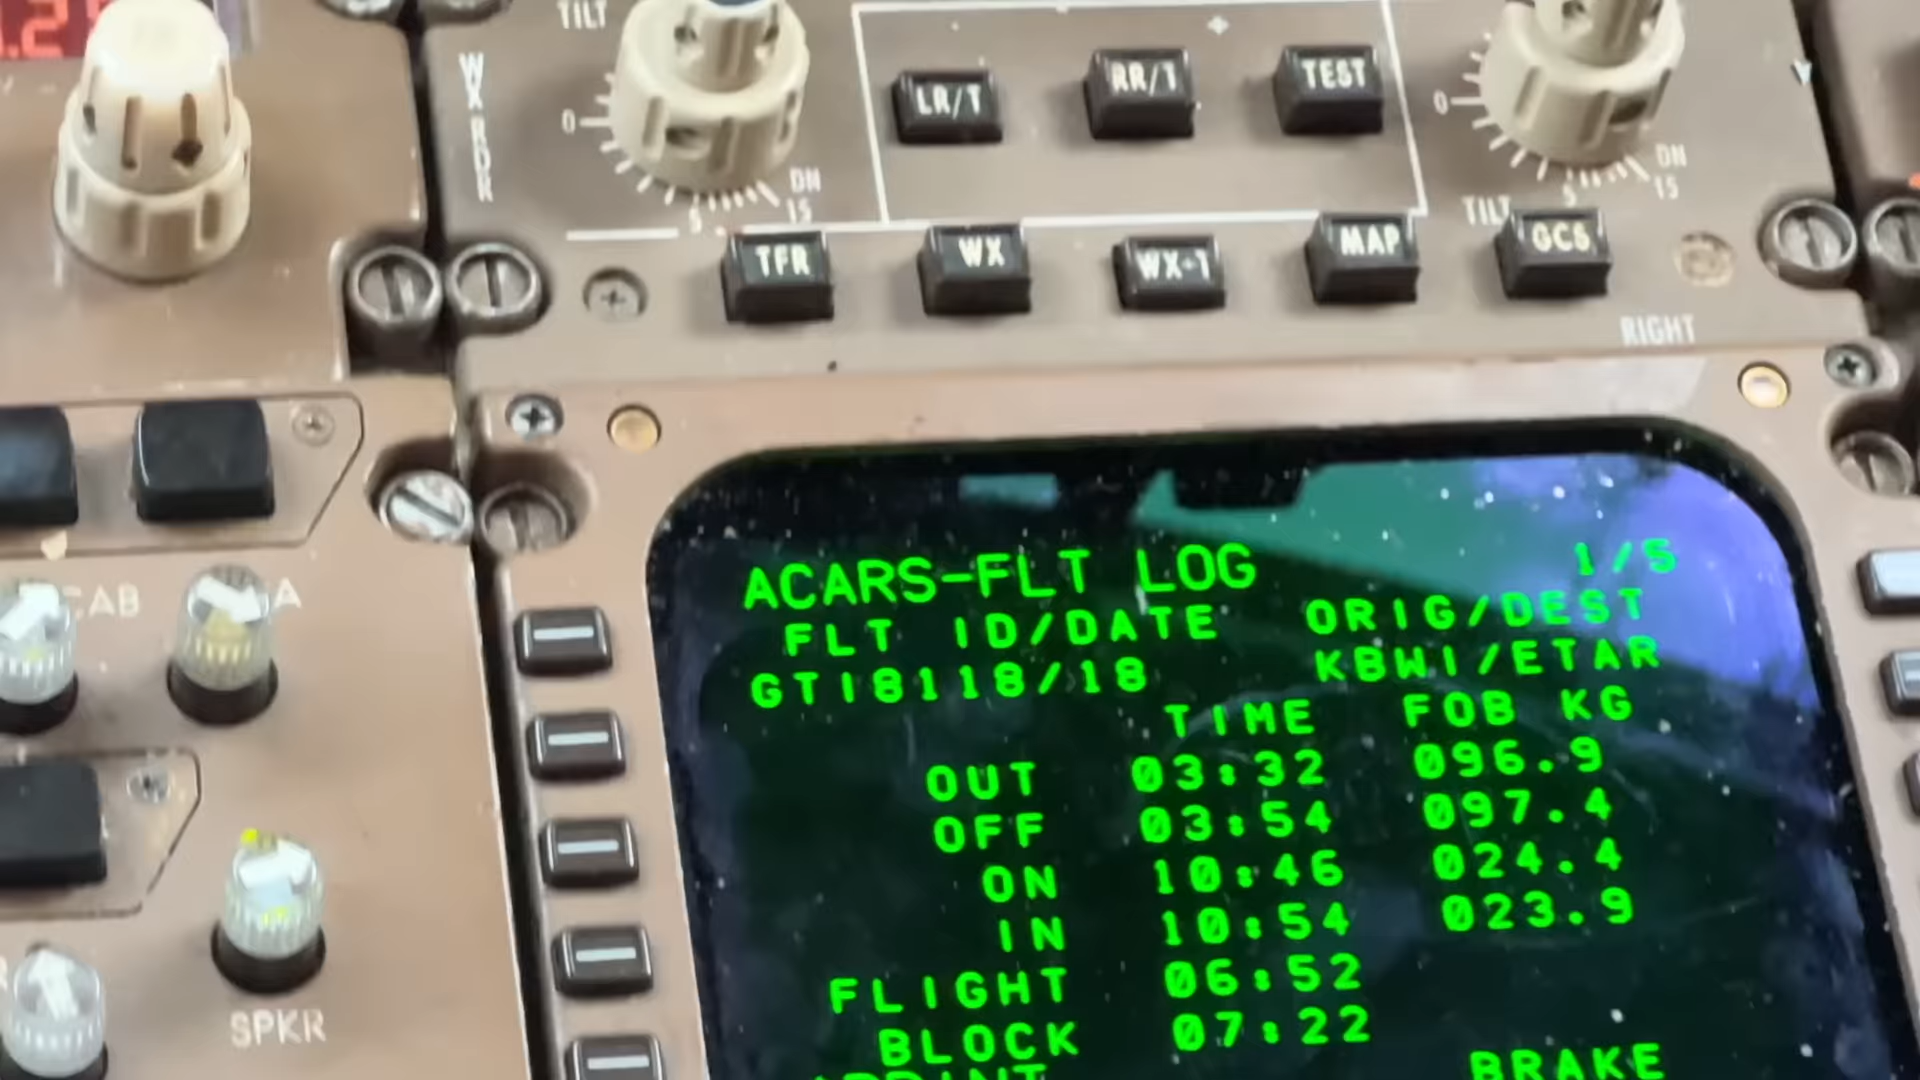 TILT
WX RDR
0
DN
15
5
LR/T
RR/T
TEST
0
DN
15
5
TILT
TFR
WX
WX+T
MAP
GCS
RIGHT
CAB
A
SPKR
ACARS-FLT LOG 1/5
FLT ID/DATE ORIG/DEST
GTI8118/18 KBWI/ETAR
TIME FOB KG
OUT 03:32 096.9
OFF 03:54 097.4
ON 10:46 024.4
IN 10:54 023.9
FLIGHT 06:52
BLOCK 07:22
BRAKE